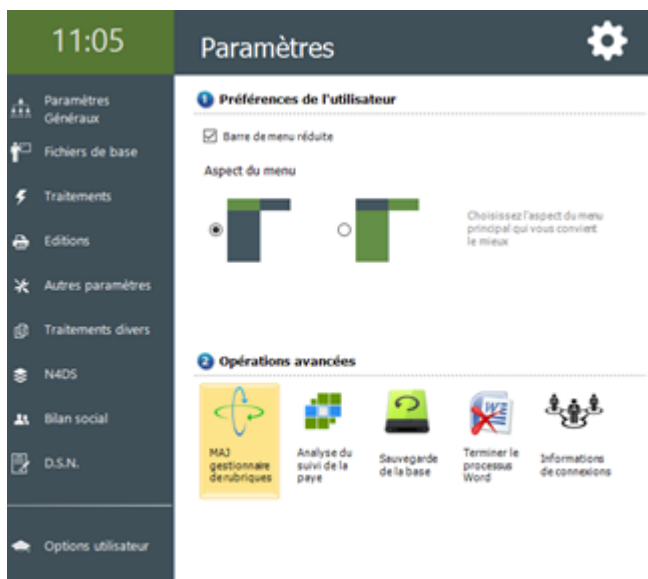 11:05
Paramètres
Paramètres
Généraux
Fichiers de base
Traitements
Editions
Autres paramètres
Traitements divers
N4DS
Bilan social
D.S.N.
Options utilisateur
1 Préférences de l'utilisateur
Barre de menu réduite
Aspect du menu
Choisissez l'aspect du menu
principal qui vous convient
le mieux
2 Opérations avancées
MAJ
gestionnaire
de rubriques
Analyse du
suivi de la
paye
Sauvegarde
de la base
Terminer le
processus
Word
Informations
de connexions